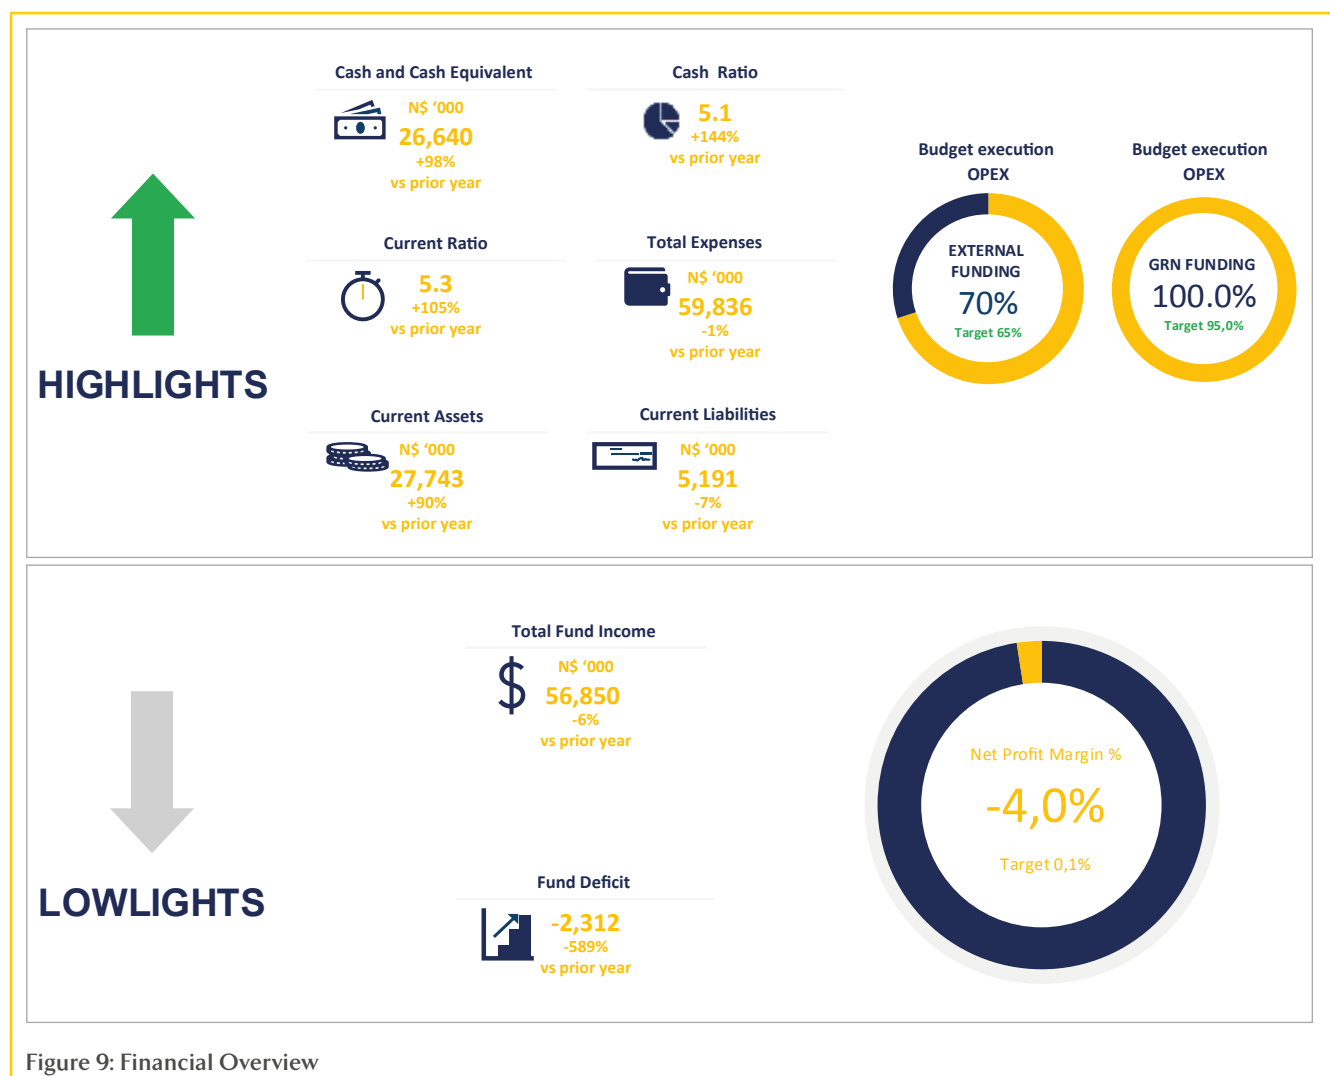 Cash and Cash Equivalent
N$ ‘000
26,640
+98%
vs prior year
Cash  Ratio
5.1
+144%
vs prior year
Current Ratio
5.3
+105%
vs prior year
Total Expenses
N$ ‘000
59,836
-1%
vs prior year
Current Assets
N$ ‘000
27,743
+90%
vs prior year
Current Liabilities
N$ ‘000
5,191
-7%
vs prior year
HIGHLIGHTS
Budget execution
OPEX
EXTERNAL
FUNDING
70%
Target 65%
Budget execution
OPEX
GRN FUNDING
100.0%
Target 95,0%
LOWLIGHTS
Total Fund Income
N$ ‘000
56,850
-6%
vs prior year
Fund Deficit
-2,312
-589%
vs prior year
Net Profit Margin %
-4,0%
Target 0,1%
Figure 9: Financial Overview